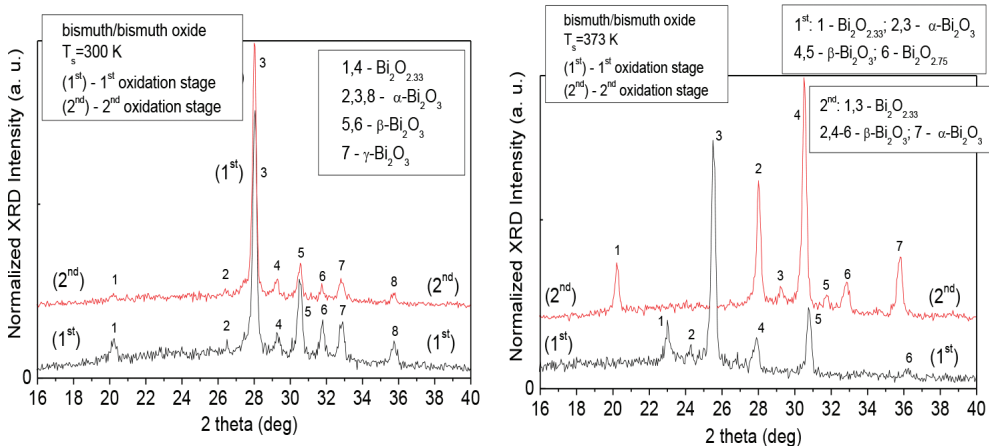 bismuth/bismuth oxide
Tₛ=300 K
(1ˢᵗ) - 1ˢᵗ oxidation stage
(2ⁿᵈ) - 2ⁿᵈ oxidation stage
1,4 - Bi₂O₂.₃₃
2,3,8 - α-Bi₂O₃
5,6 - β-Bi₂O₃
7 - γ-Bi₂O₃
Normalized XRD Intensity (a. u.)
0
3
(1ˢᵗ)
3
(2ⁿᵈ)
1
2
4
5
6
7
8
(2ⁿᵈ)
(1ˢᵗ)
1
2
4
5
6
7
8
(1ˢᵗ)
16 18 20 22 24 26 28 30 32 34 36 38 40
2 theta (deg)
bismuth/bismuth oxide
Tₛ=373 K
(1ˢᵗ) - 1ˢᵗ oxidation stage
(2ⁿᵈ) - 2ⁿᵈ oxidation stage
1ˢᵗ: 1 - Bi₂O₂.₃₃; 2,3 - α-Bi₂O₃
4,5 - β-Bi₂O₃; 6 - Bi₂O₂.₇₅
2ⁿᵈ: 1,3 - Bi₂O₂.₃₃
2,4-6 - β-Bi₂O₃; 7 - α-Bi₂O₃
Normalized XRD Intensity (a. u.)
0
(2ⁿᵈ)
1
2
3
4
5
6
7
(2ⁿᵈ)
(1ˢᵗ)
1
2
3
4
5
6
(1ˢᵗ)
16 18 20 22 24 26 28 30 32 34 36 38 40
2 theta (deg)